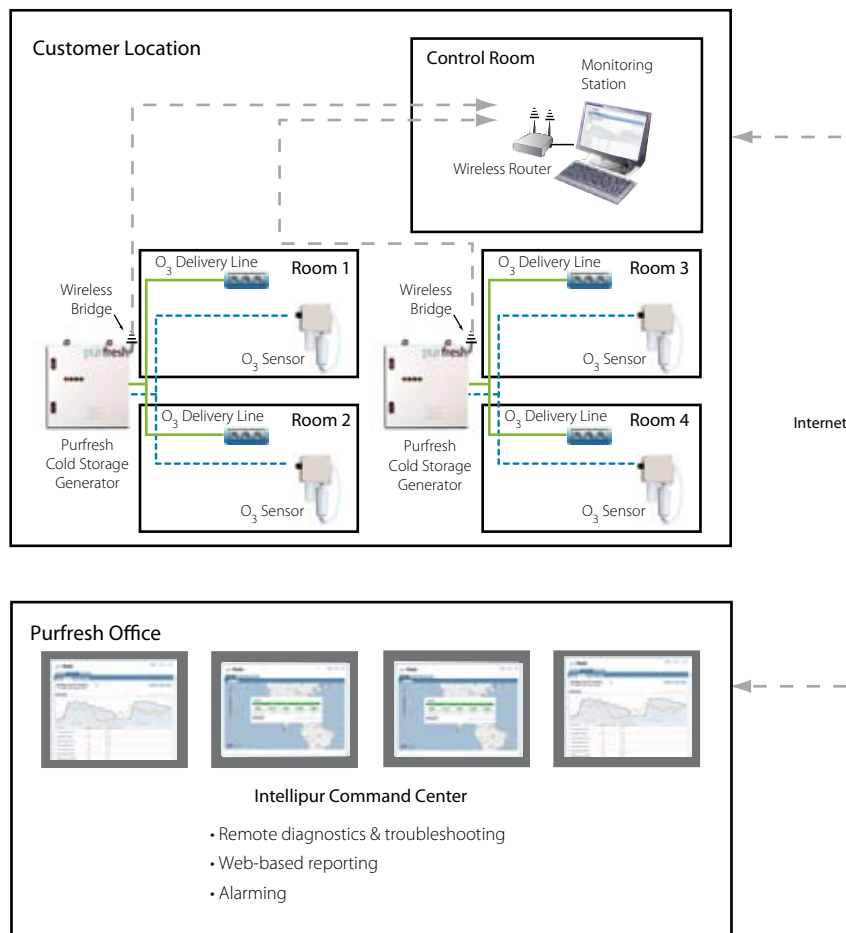 Customer Location
Control Room
Monitoring
Station
Wireless Router
O3 Delivery Line
Room 1
Wireless
Bridge
purfresh
O3 Sensor
O3 Delivery Line
Room 2
Purfresh
Cold Storage
Generator
O3 Sensor
O3 Delivery Line
Room 3
Wireless
Bridge
purfresh
O3 Sensor
O3 Delivery Line
Room 4
Purfresh
Cold Storage
Generator
O3 Sensor
Internet
Purfresh Office
Intellipur Command Center
• Remote diagnostics & troubleshooting
• Web-based reporting
• Alarming